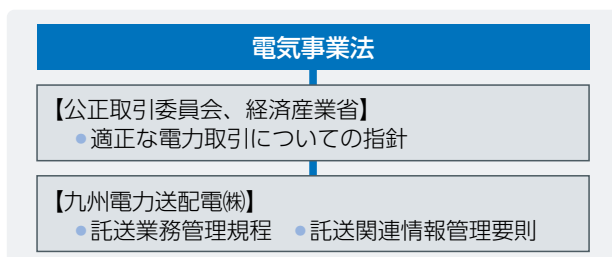 電気事業法
【公正取引委員会、経済産業省】
●適正な電力取引についての指針
【九州電力送配電㈱】
●託送業務管理規程 ●託送関連情報管理要則